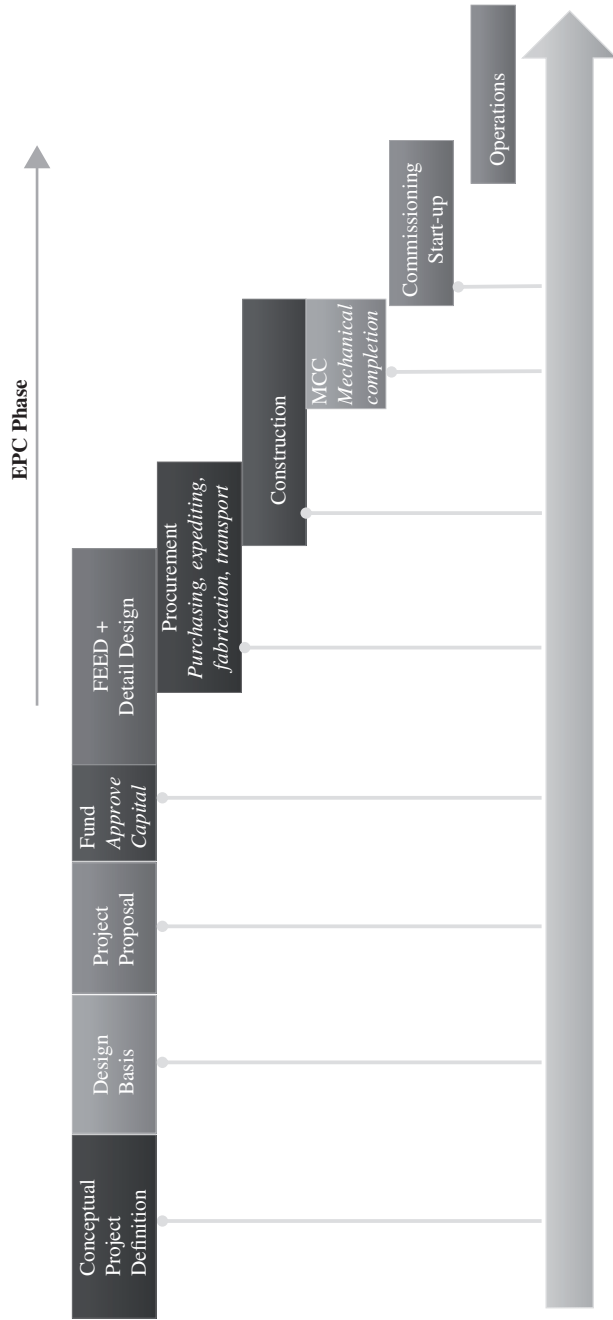 EPC Phase
Conceptual
Project
Definition
Design
Basis
Project
Proposal
Fund
Approve
Capital
FEED +
Detail Design
Procurement
Purchasing, expediting,
fabrication, transport
Construction
MCC
Mechanical
completion
Commissioning
Start-up
Operations